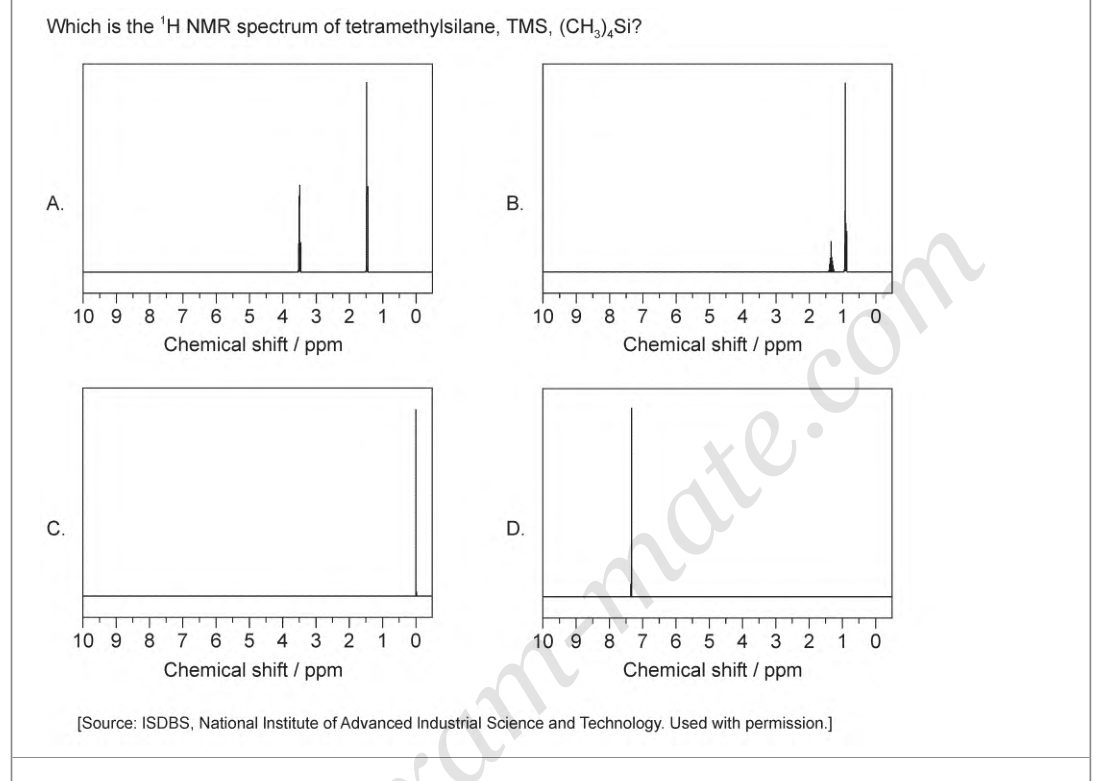 Which is the ¹H NMR spectrum of tetramethylsilane, TMS, (CH₃)₄Si?
A.
10 9 8 7 6 5 4 3 2 1 0
Chemical shift / ppm
B.
10 9 8 7 6 5 4 3 2 1 0
Chemical shift / ppm
C.
10 9 8 7 6 5 4 3 2 1 0
Chemical shift / ppm
D.
10 9 8 7 6 5 4 3 2 1 0
Chemical shift / ppm
[Source: ISDBS, National Institute of Advanced Industrial Science and Technology. Used with permission.]
ram-mate.com